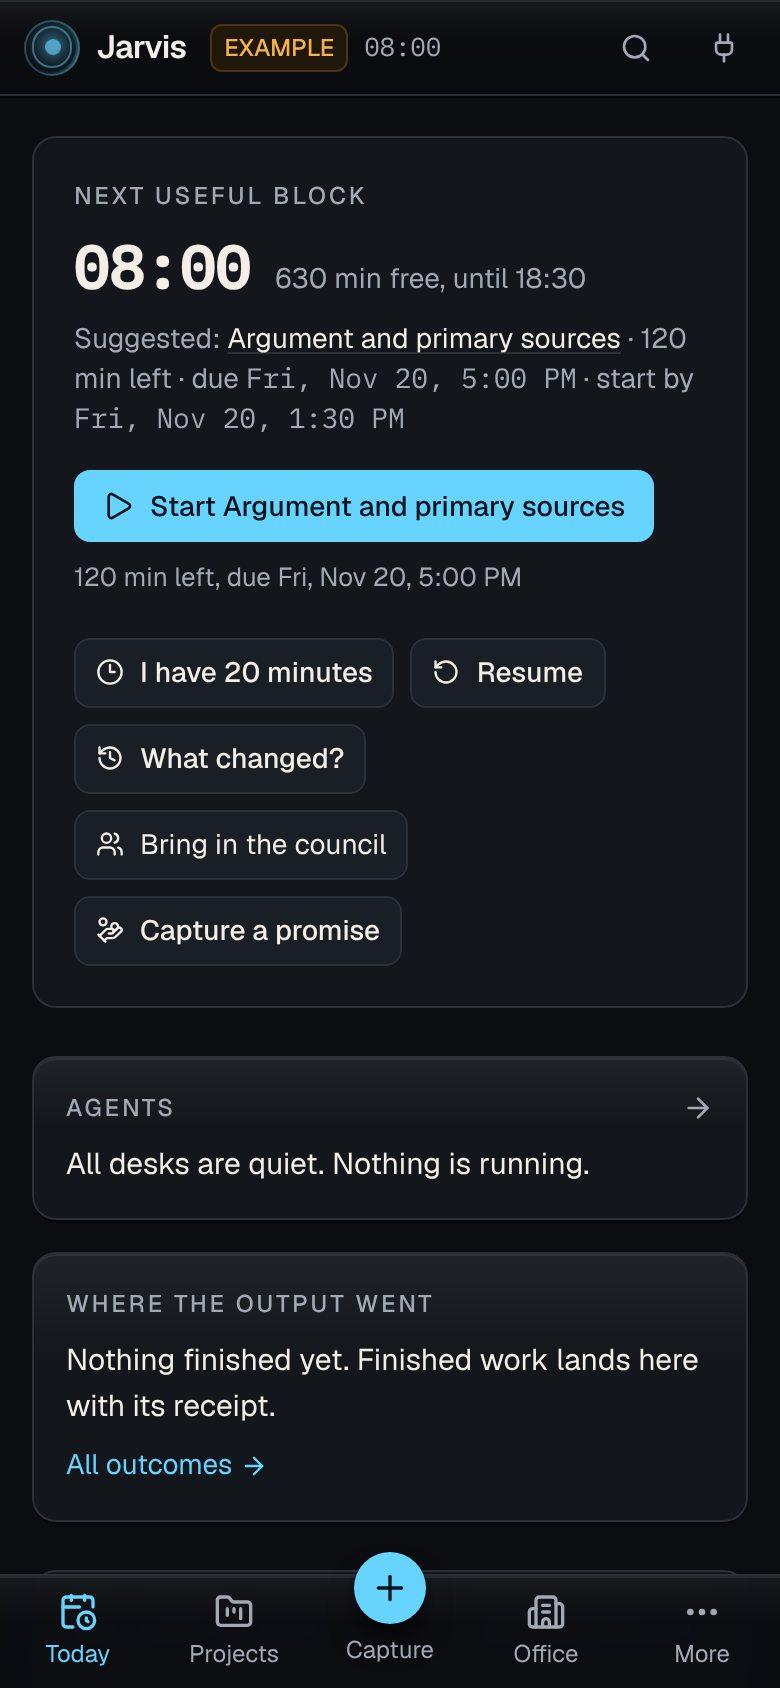 Jarvis EXAMPLE 08:00
NEXT USEFUL BLOCK
08:00 630 min free, until 18:30
Suggested: Argument and primary sources · 120
min left · due Fri, Nov 20, 5:00 PM · start by
Fri, Nov 20, 1:30 PM
Start Argument and primary sources
120 min left, due Fri, Nov 20, 5:00 PM
I have 20 minutes
Resume
What changed?
Bring in the council
Capture a promise
AGENTS
All desks are quiet. Nothing is running.
WHERE THE OUTPUT WENT
Nothing finished yet. Finished work lands here
with its receipt.
All outcomes
Today
Projects
Capture
Office
More